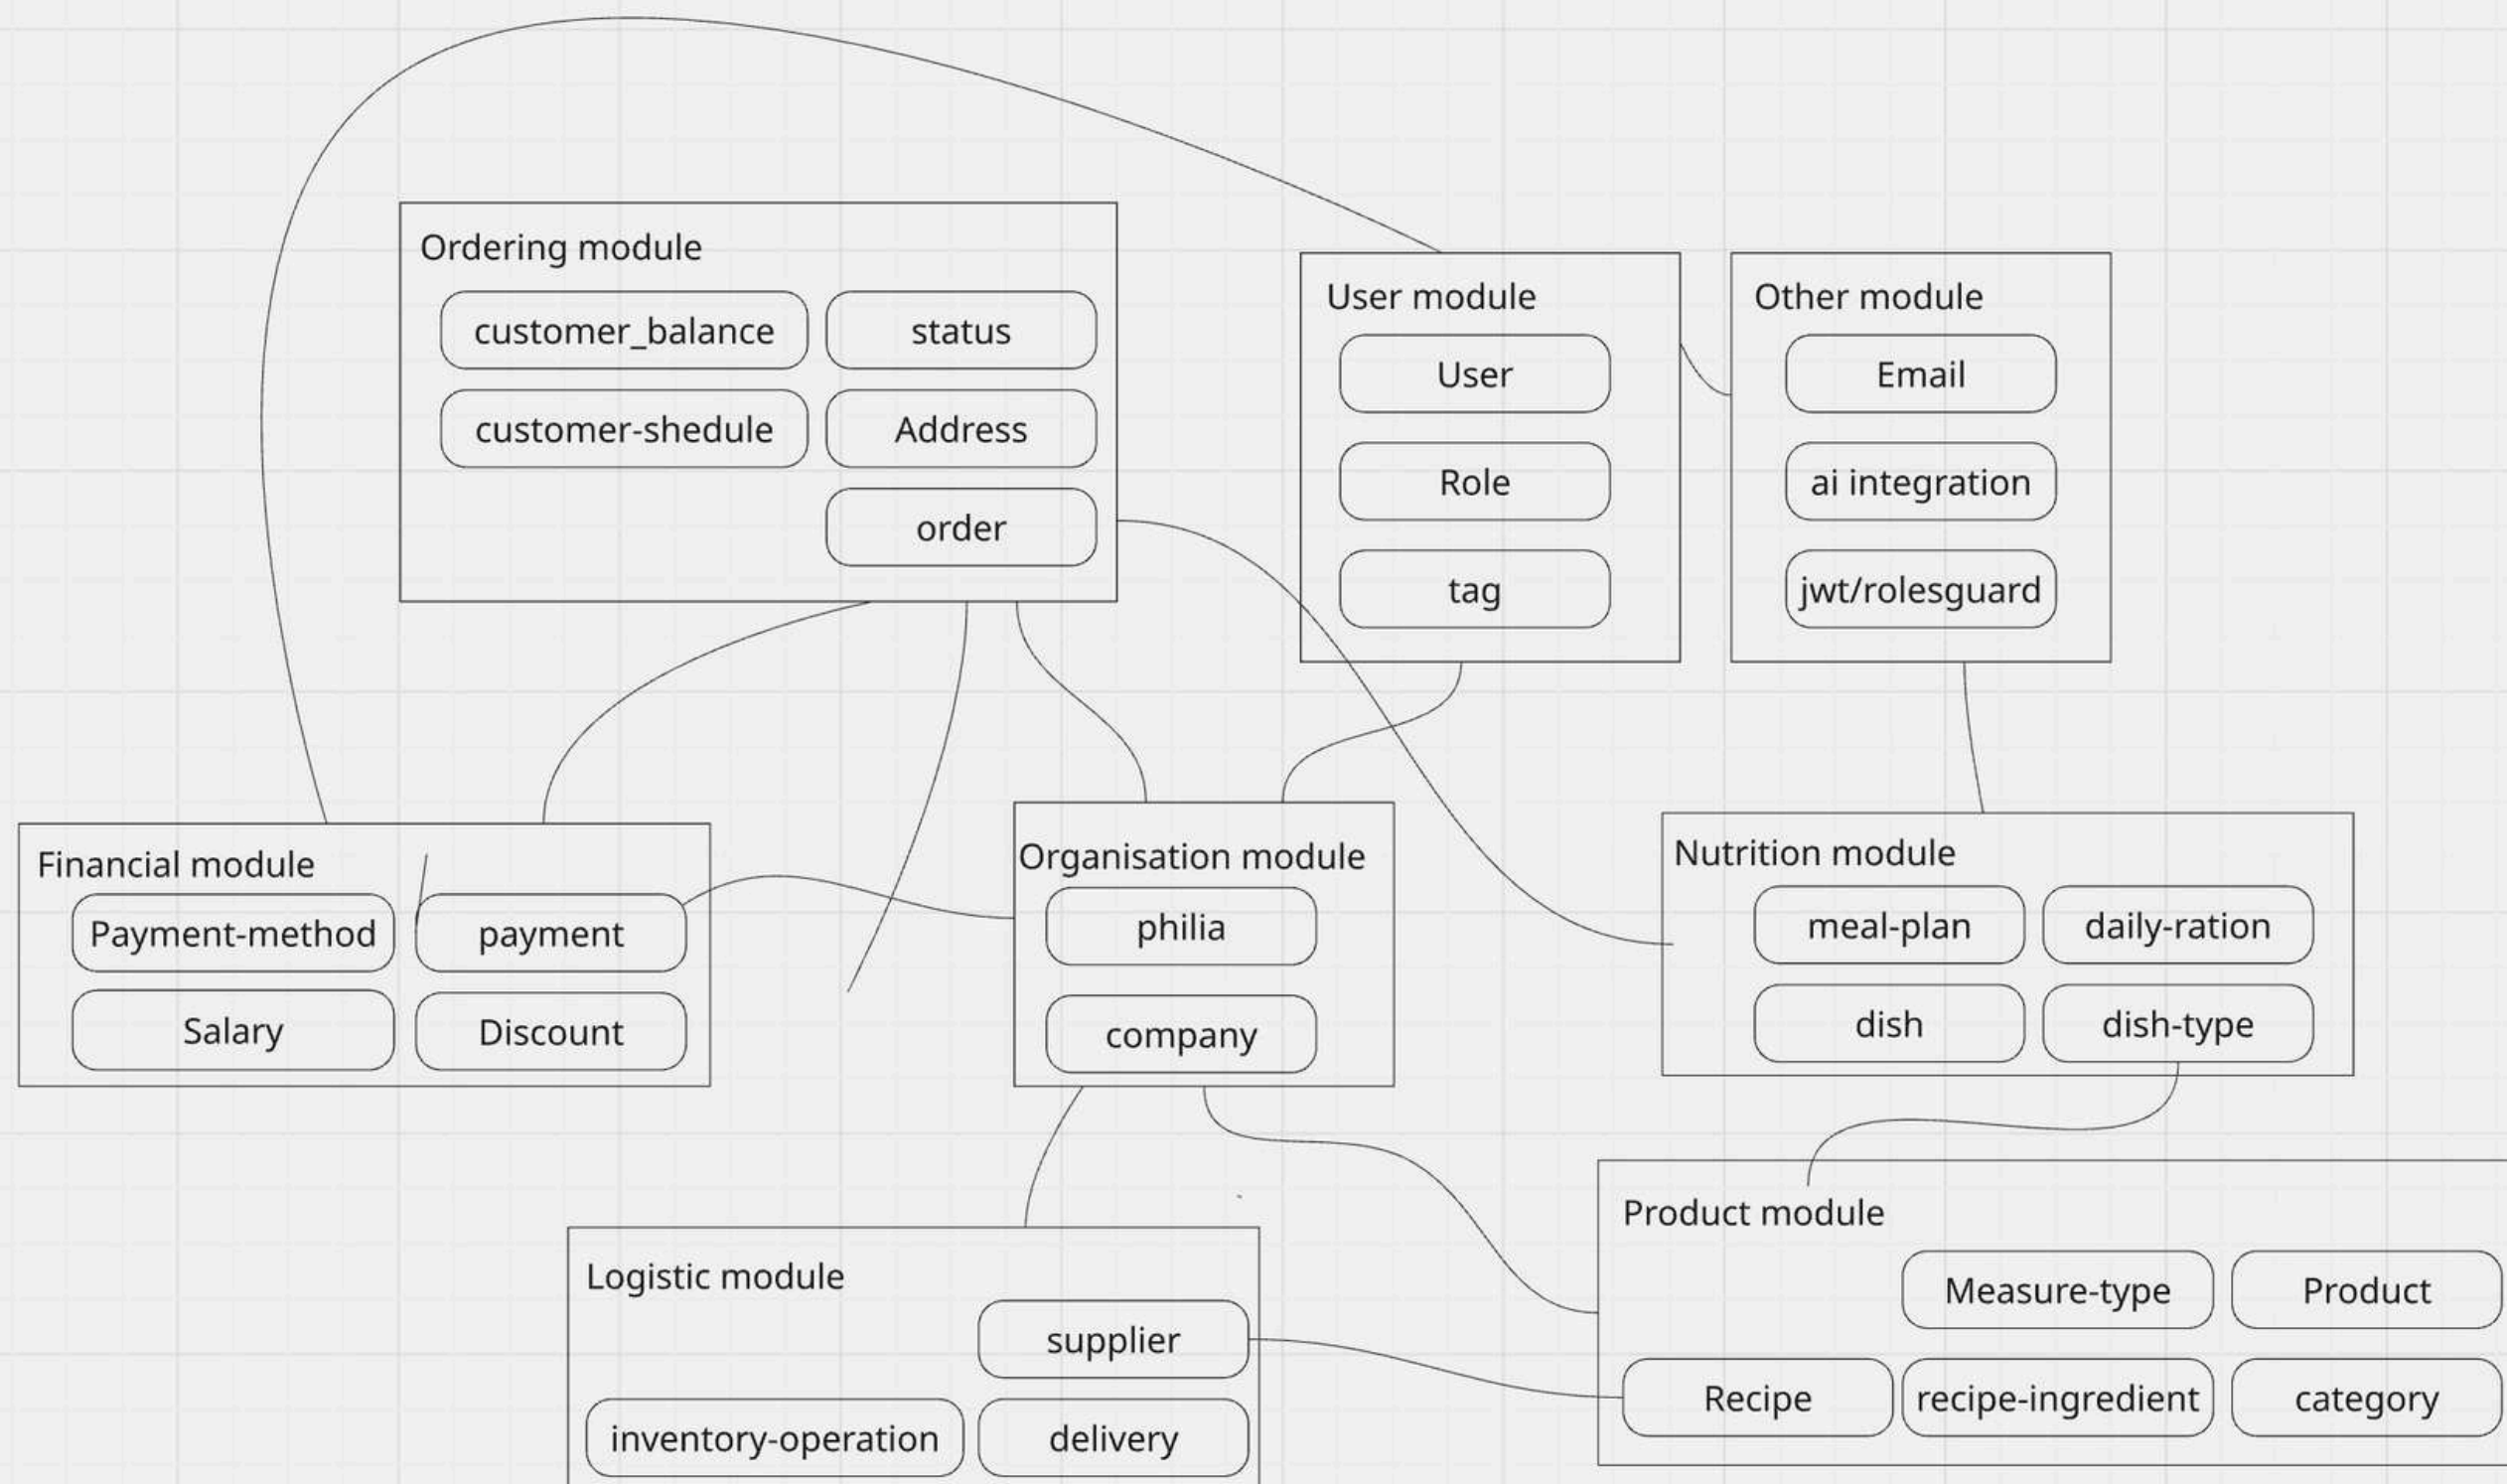 Ordering module
customer_balance
status
customer-shedule
Address
order
User module
User
Role
tag
Other module
Email
ai integration
jwt/rolesguard
Financial module
Payment-method
payment
Salary
Discount
Organisation module
philia
company
Nutrition module
meal-plan
daily-ration
dish
dish-type
Logistic module
supplier
inventory-operation
delivery
Product module
Measure-type
Product
Recipe
recipe-ingredient
category